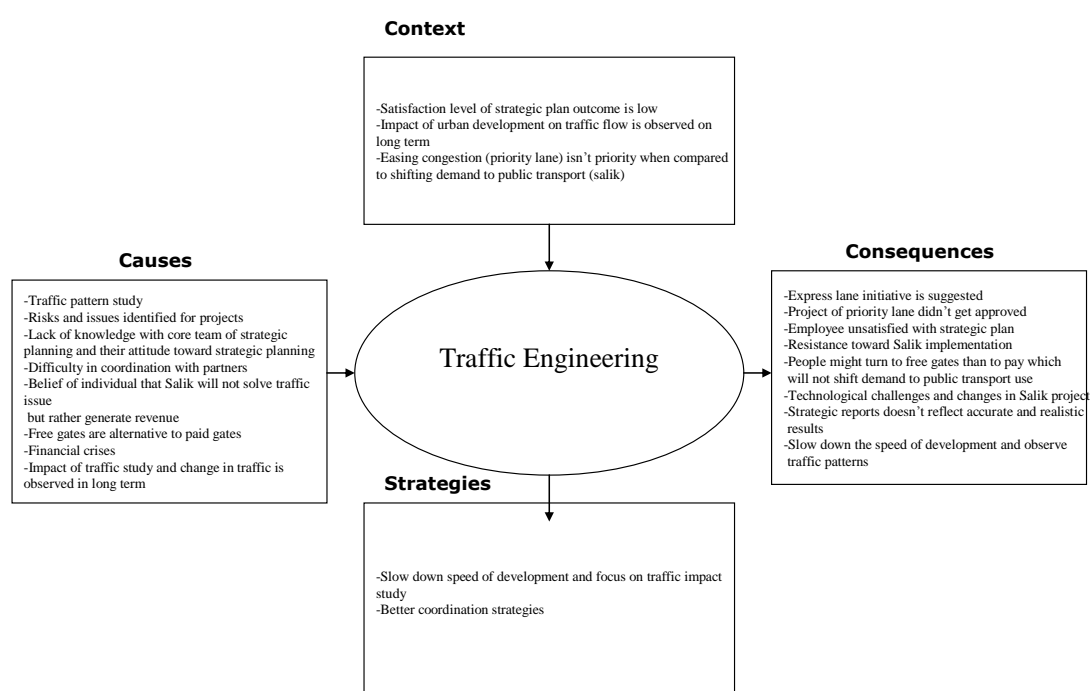 Context
-Satisfaction level of strategic plan outcome is low
-Impact of urban development on traffic flow is observed on
long term
-Easing congestion (priority lane) isn’t priority when compared
to shifting demand to public transport (salik)
Causes
-Traffic pattern study
-Risks and issues identified for projects
-Lack of knowledge with core team of strategic
planning and their attitude toward strategic planning
-Difficulty in coordination with partners
-Belief of individual that Salik will not solve traffic
issue
but rather generate revenue
-Free gates are alternative to paid gates
-Financial crises
-Impact of traffic study and change in traffic is
observed in long term
Traffic Engineering
Consequences
-Express lane initiative is suggested
-Project of priority lane didn’t get approved
-Employee unsatisfied with strategic plan
-Resistance toward Salik implementation
-People might turn to free gates than to pay which
will not shift demand to public transport use
-Technological challenges and changes in Salik project
-Strategic reports doesn’t reflect accurate and realistic
results
-Slow down the speed of development and observe
traffic patterns
Strategies
-Slow down speed of development and focus on traffic impact
study
-Better coordination strategies